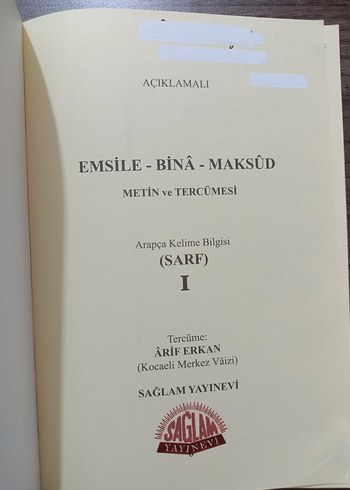 AÇIKLAMALI
EMSİLE - BİNÂ - MAKSÛD
METİN ve TERCÜMESİ
Arapça Kelime Bilgisi
(SARF)
I
Tercüme:
ÂRİF ERKAN
(Kocaeli Merkez Vâizi)
SAĞLAM YAYINEVİ
SAĞLAM
YAYINEVİ